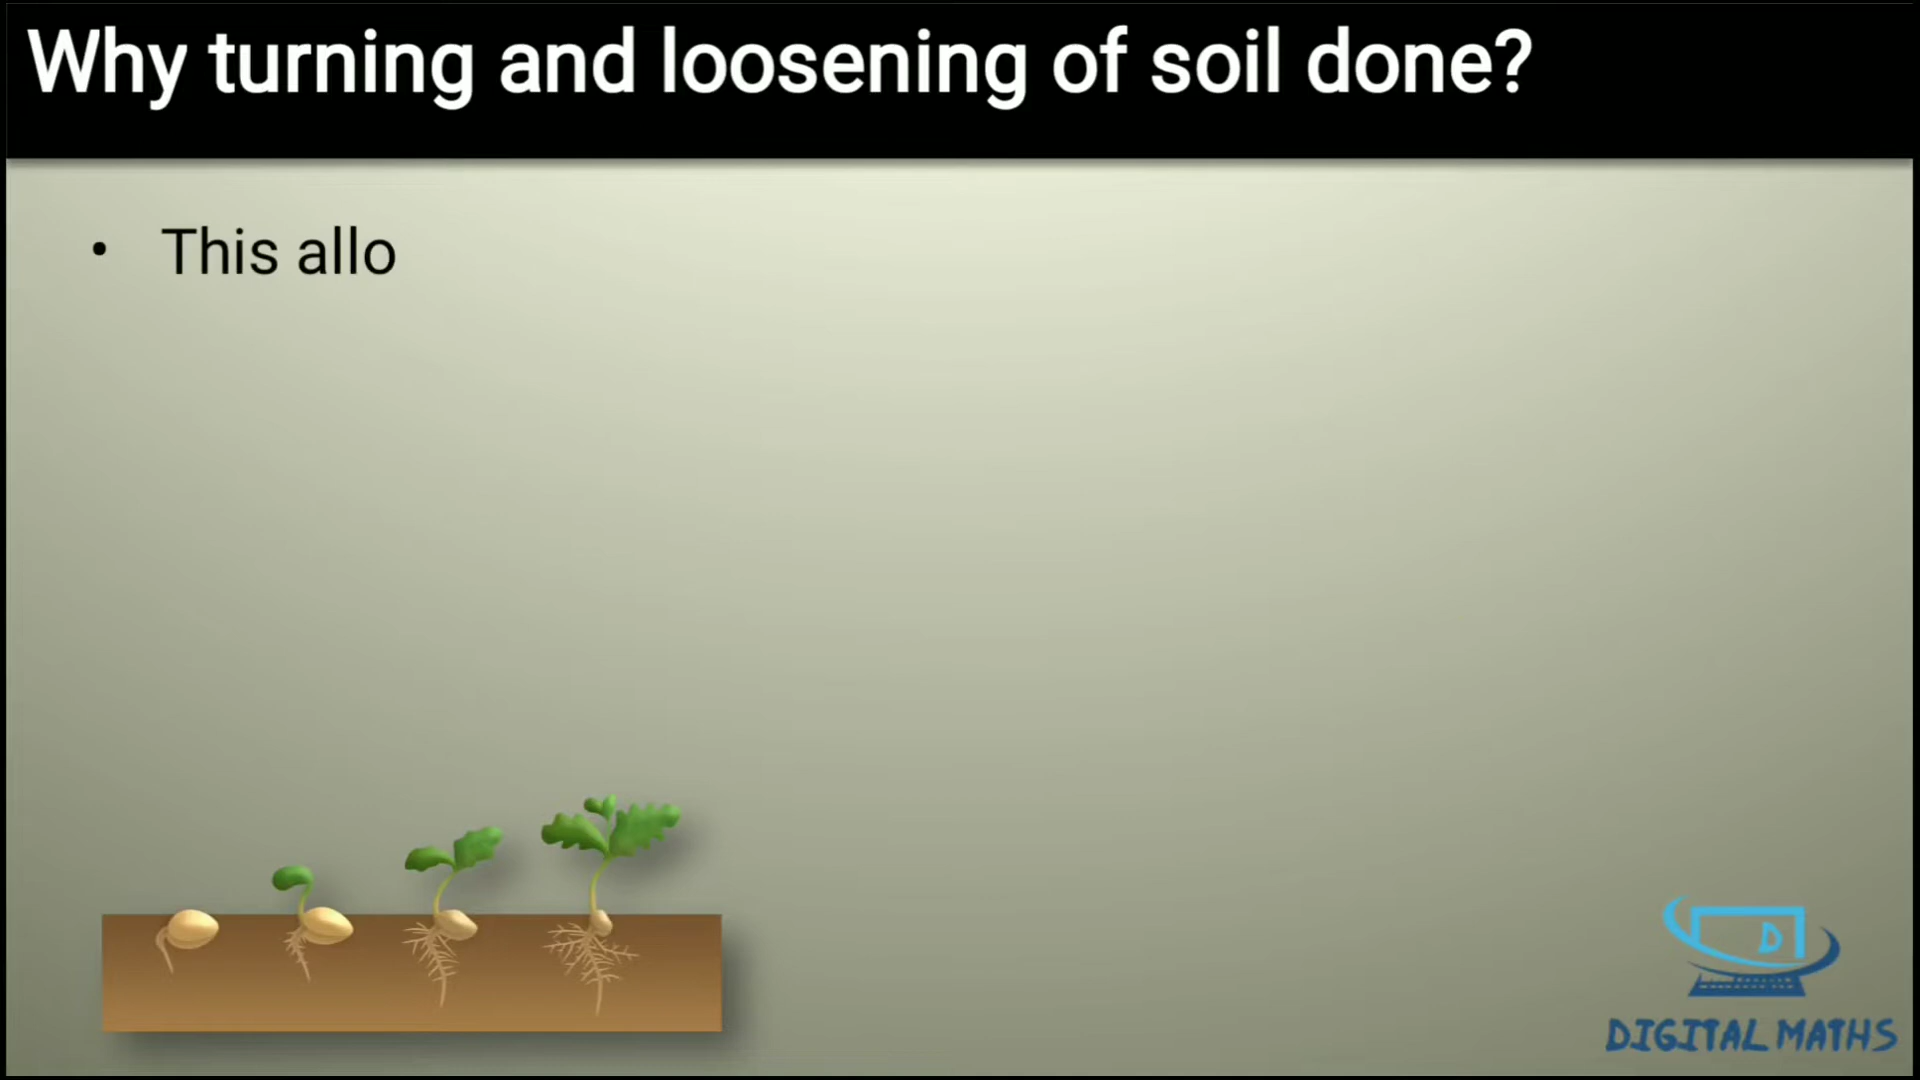 Why turning and loosening of soil done?
• This allo
D
DIGITAL MATHS